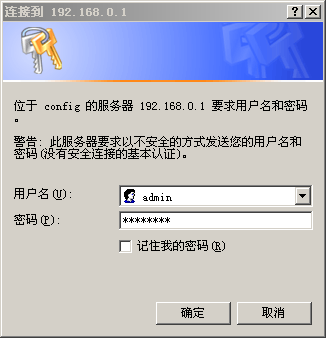 连接到 192.168.0.1
位于 config 的服务器 192.168.0.1 要求用户名和密码
。
警告: 此服务器要求以不安全的方式发送您的用户名和
密码(没有安全连接的基本认证)。
用户名(U):
admin
密码(P):
********
记住我的密码(R)
确定
取消